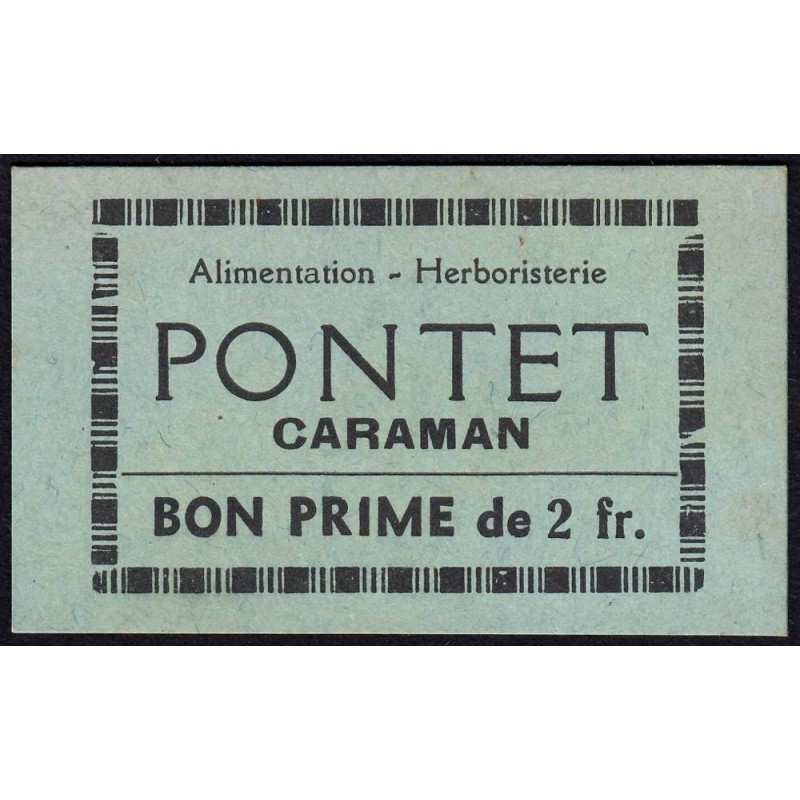 Alimentation - Herboristerie
PONTET
CARAMAN
BON PRIME de 2 fr.